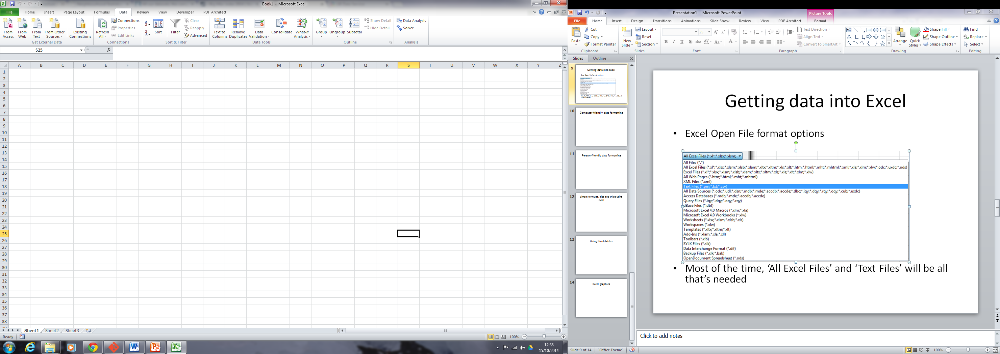 Book1 - Microsoft Excel
File Home Insert Page Layout Formulas Data Review View Developer PDF Architect
From Access
From Web
From Text
From Other Sources
Existing Connections
Get External Data
Refresh All
Connections
Properties
Edit Links
Connections
Sort
Filter
Clear
Reapply
Advanced
Sort & Filter
Text to Columns
Remove Duplicates
Data Validation
Consolidate
What-If Analysis
Data Tools
Group
Ungroup
Subtotal
Show Detail
Hide Detail
Outline
Data Analysis
Solver
Analysis
S25
fx
A B C D E F G H I J K L M N O P Q R S T U V W X Y Z
1
2
3
4
5
6
7
8
9
10
11
12
13
14
15
16
17
18
19
20
21
22
23
24
25
26
27
28
29
30
31
32
33
34
35
36
37
38
Sheet1 Sheet2 Sheet3
Ready
100%
12:38
15/10/2014
Presentation1 - Microsoft PowerPoint
Picture Tools
File Home Insert Design Transitions Animations Slide Show Review View PDF Architect Format
Paste
Cut
Copy
Format Painter
Clipboard
New Slide
Layout
Reset
Section
Slides
25
Font
Text Direction
Align Text
Convert to SmartArt
Paragraph
Arrange
Quick Styles
Shape Fill
Shape Outline
Shape Effects
Drawing
Find
Replace
Select
Editing
Slides Outline
9
Getting data into Excel
10
Computer-friendly data formatting
11
Person-friendly data formatting
12
Simple formulae, tips and tricks using
excel
13
Using Pivot-tables
14
Excel graphics
Getting data into Excel
• Excel Open File format options
All Excel Files (*.xl*;*.xlsx;*.xlsm;
All Files (*.*)
All Excel Files (*.xl*;*.xlsx;*.xlsm;*.xlsb;*.xlam;*.xltx;*.xltm;*.xls;*.xlt;*.htm;*.html;*.mht;*.mhtml;*.xml;*.xla;*.xlm;*.xlw;*.odc;*.uxdc;*.ods)
Excel Files (*.xl*;*.xlsx;*.xlsm;*.xlsb;*.xlam;*.xltx;*.xltm;*.xls;*.xla;*.xlt;*.xlm;*.xlw)
All Web Pages (*.htm;*.html;*.mht;*.mhtml)
XML Files (*.xml)
Text Files (*.prn;*.txt;*.csv)
All Data Sources (*.odc;*.udl;*.dsn;*.mdb;*.mde;*.accdb;*.accde;*.dbc;*.iqy;*.dqy;*.rqy;*.oqy;*.cub;*.uxdc)
Access Databases (*.mdb;*.mde;*.accdb;*.accde)
Query Files (*.iqy;*.dqy;*.oqy;*.rqy)
dBase Files (*.dbf)
Microsoft Excel 4.0 Macros (*.xlm;*.xla)
Microsoft Excel 4.0 Workbooks (*.xlw)
Worksheets (*.xlsx;*.xlsm;*.xlsb;*.xls)
Workspaces (*.xlw)
Templates (*.xltx;*.xltm;*.xlt)
Add-Ins (*.xlam;*.xla;*.xll)
Toolbars (*.xlb)
SYLK Files (*.slk)
Data Interchange Format (*.dif)
Backup Files (*.xlk;*.bak)
OpenDocument Spreadsheet (*.ods)
• Most of the time, ‘All Excel Files’ and ‘Text Files’ will be all
that’s needed
Click to add notes
Slide 9 of 14 "Office Theme" 100%